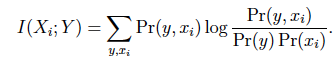 I(X_i; Y) = \sum_{y,x_i} \Pr(y, x_i) \log \frac{\Pr(y, x_i)}{\Pr(y) \Pr(x_i)}.